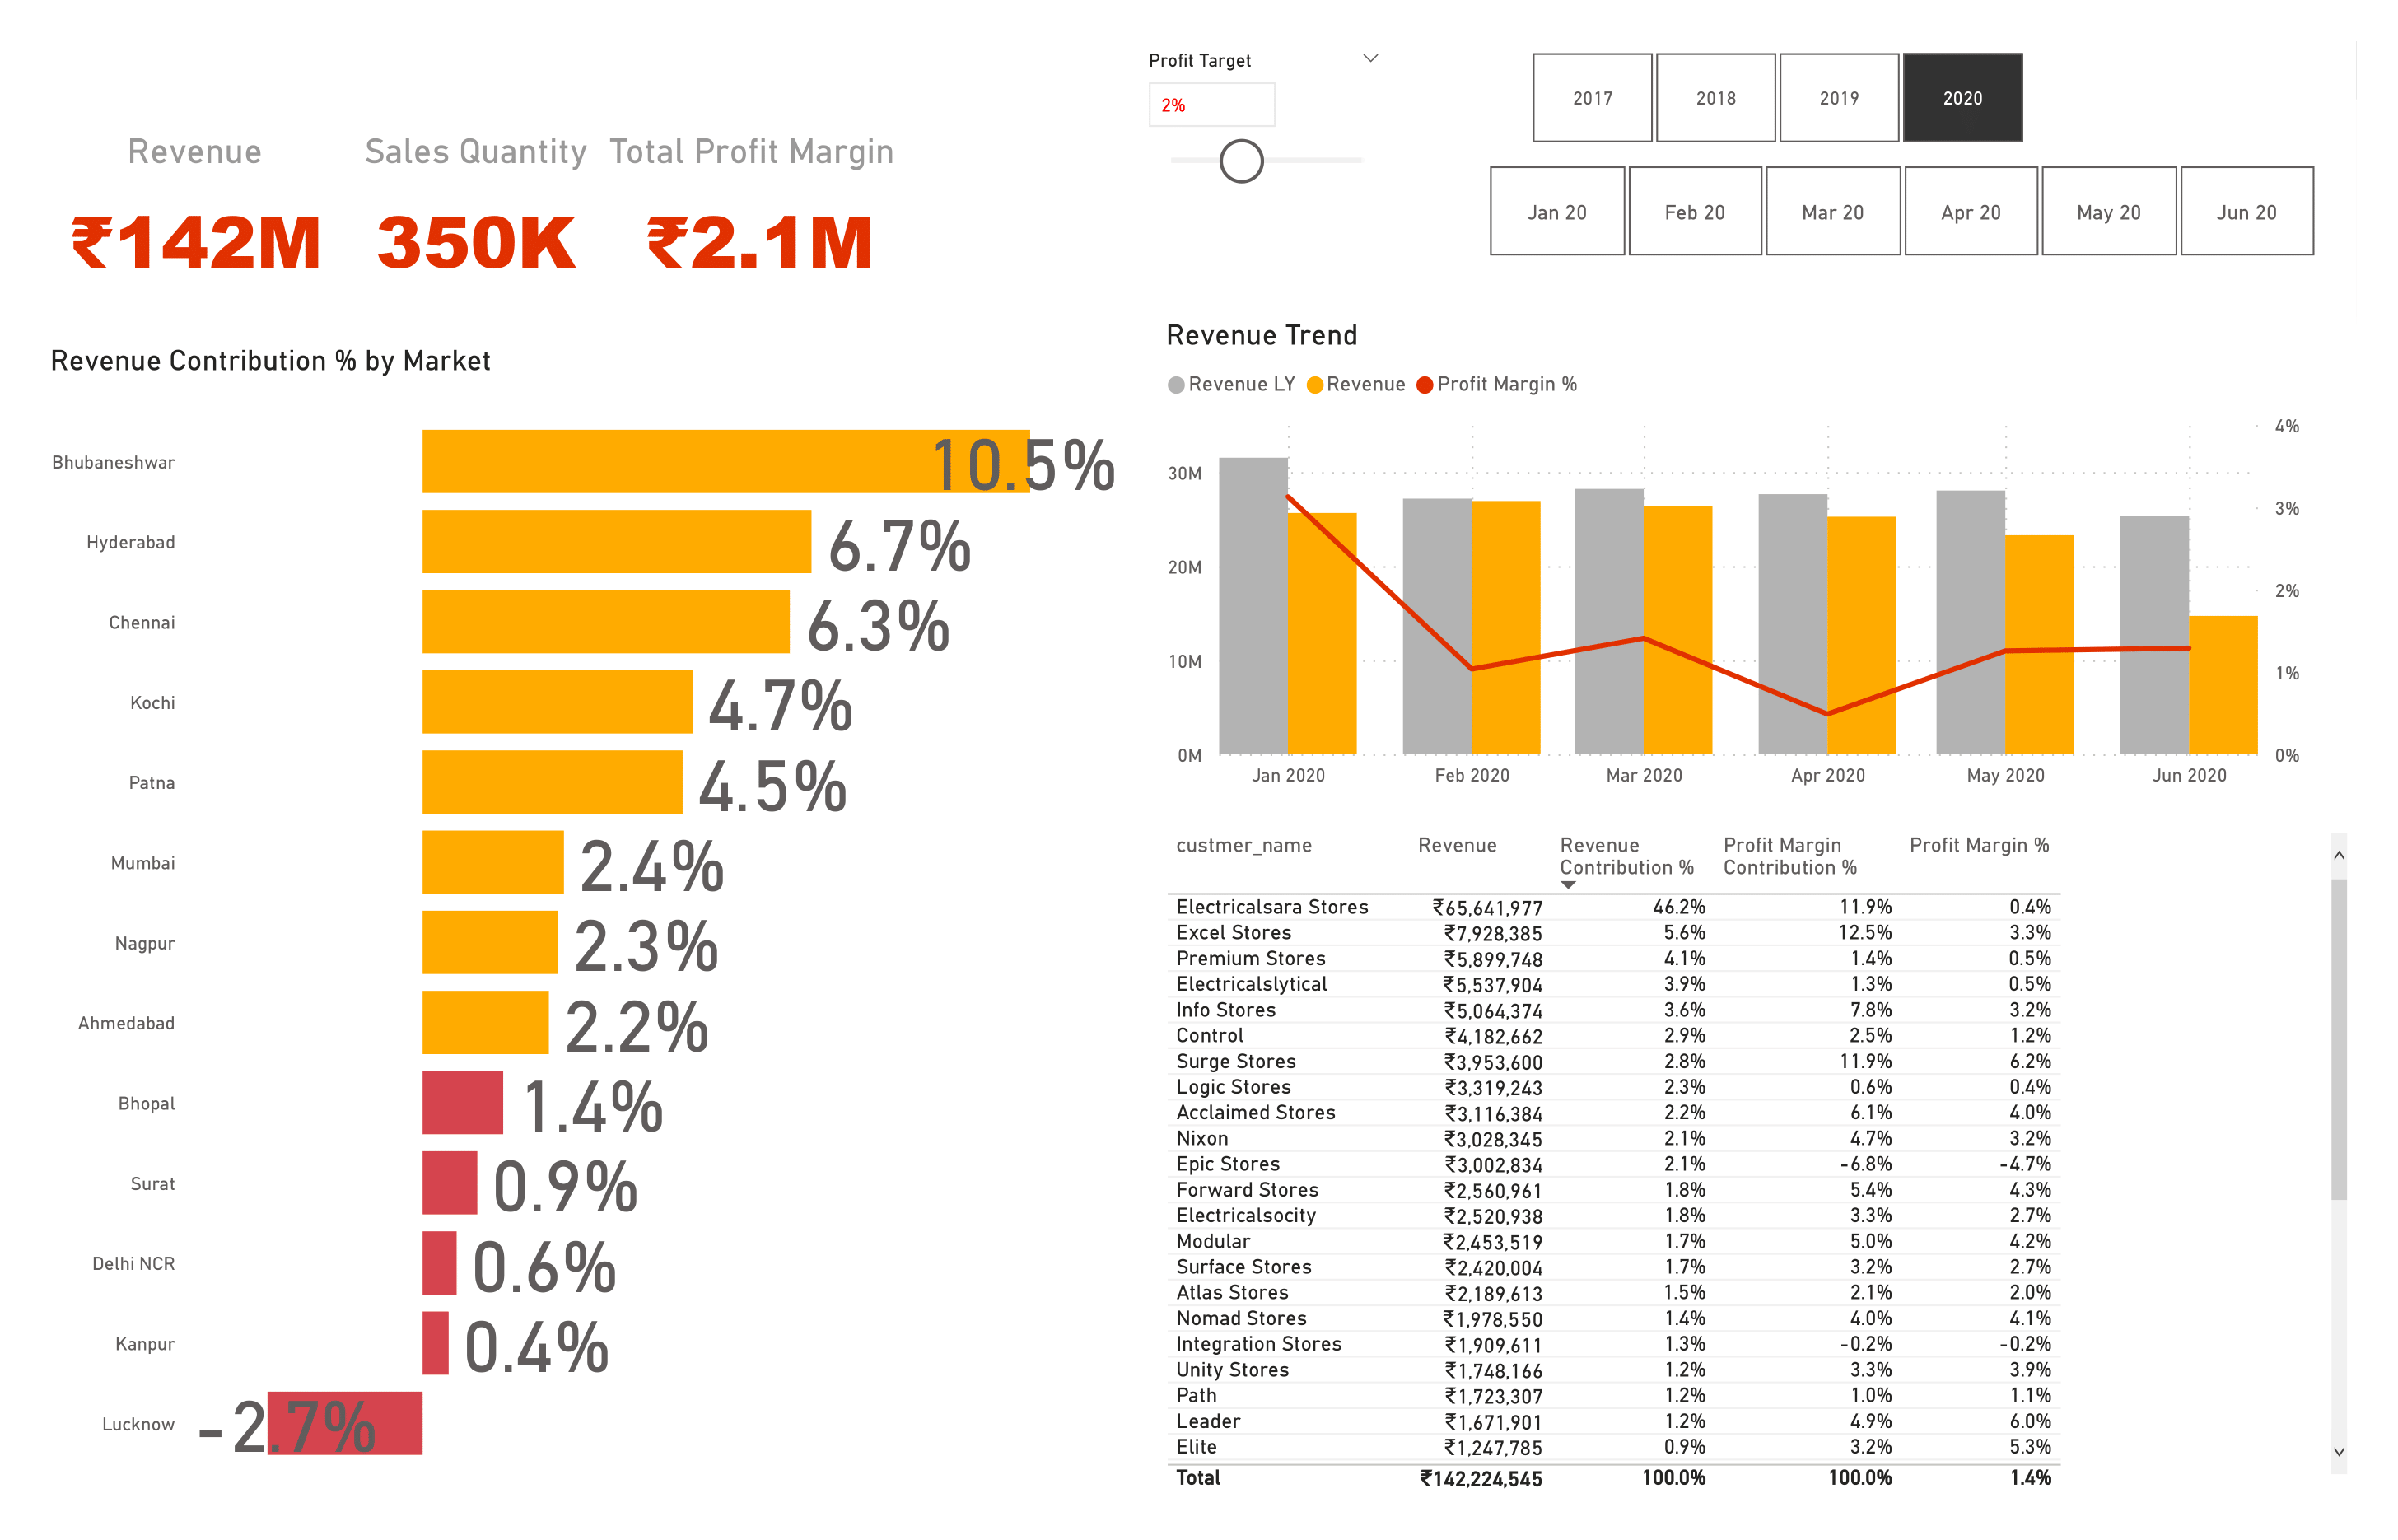 Profit Target
2%
2017 2018 2019 2020
Jan 20 Feb 20 Mar 20 Apr 20 May 20 Jun 20
Revenue Sales Quantity Total Profit Margin
₹142M 350K ₹2.1M
Revenue Contribution % by Market
Bhubaneshwar 10.5%
Hyderabad 6.7%
Chennai 6.3%
Kochi 4.7%
Patna 4.5%
Mumbai 2.4%
Nagpur 2.3%
Ahmedabad 2.2%
Bhopal 1.4%
Surat 0.9%
Delhi NCR 0.6%
Kanpur 0.4%
Lucknow -2.7%
Revenue Trend
Revenue LY Revenue Profit Margin %
4%
30M 3%
20M 2%
10M 1%
0M 0%
Jan 2020 Feb 2020 Mar 2020 Apr 2020 May 2020 Jun 2020
custmer_name Revenue Revenue Contribution % Profit Margin Contribution % Profit Margin %
Electricalsara Stores ₹65,641,977 46.2% 11.9% 0.4%
Excel Stores ₹7,928,385 5.6% 12.5% 3.3%
Premium Stores ₹5,899,748 4.1% 1.4% 0.5%
Electricalslytical ₹5,537,904 3.9% 1.3% 0.5%
Info Stores ₹5,064,374 3.6% 7.8% 3.2%
Control ₹4,182,662 2.9% 2.5% 1.2%
Surge Stores ₹3,953,600 2.8% 11.9% 6.2%
Logic Stores ₹3,319,243 2.3% 0.6% 0.4%
Acclaimed Stores ₹3,116,384 2.2% 6.1% 4.0%
Nixon ₹3,028,345 2.1% 4.7% 3.2%
Epic Stores ₹3,002,834 2.1% -6.8% -4.7%
Forward Stores ₹2,560,961 1.8% 5.4% 4.3%
Electricalsocity ₹2,520,938 1.8% 3.3% 2.7%
Modular ₹2,453,519 1.7% 5.0% 4.2%
Surface Stores ₹2,420,004 1.7% 3.2% 2.7%
Atlas Stores ₹2,189,613 1.5% 2.1% 2.0%
Nomad Stores ₹1,978,550 1.4% 4.0% 4.1%
Integration Stores ₹1,909,611 1.3% -0.2% -0.2%
Unity Stores ₹1,748,166 1.2% 3.3% 3.9%
Path ₹1,723,307 1.2% 1.0% 1.1%
Leader ₹1,671,901 1.2% 4.9% 6.0%
Elite ₹1,247,785 0.9% 3.2% 5.3%
Total ₹142,224,545 100.0% 100.0% 1.4%